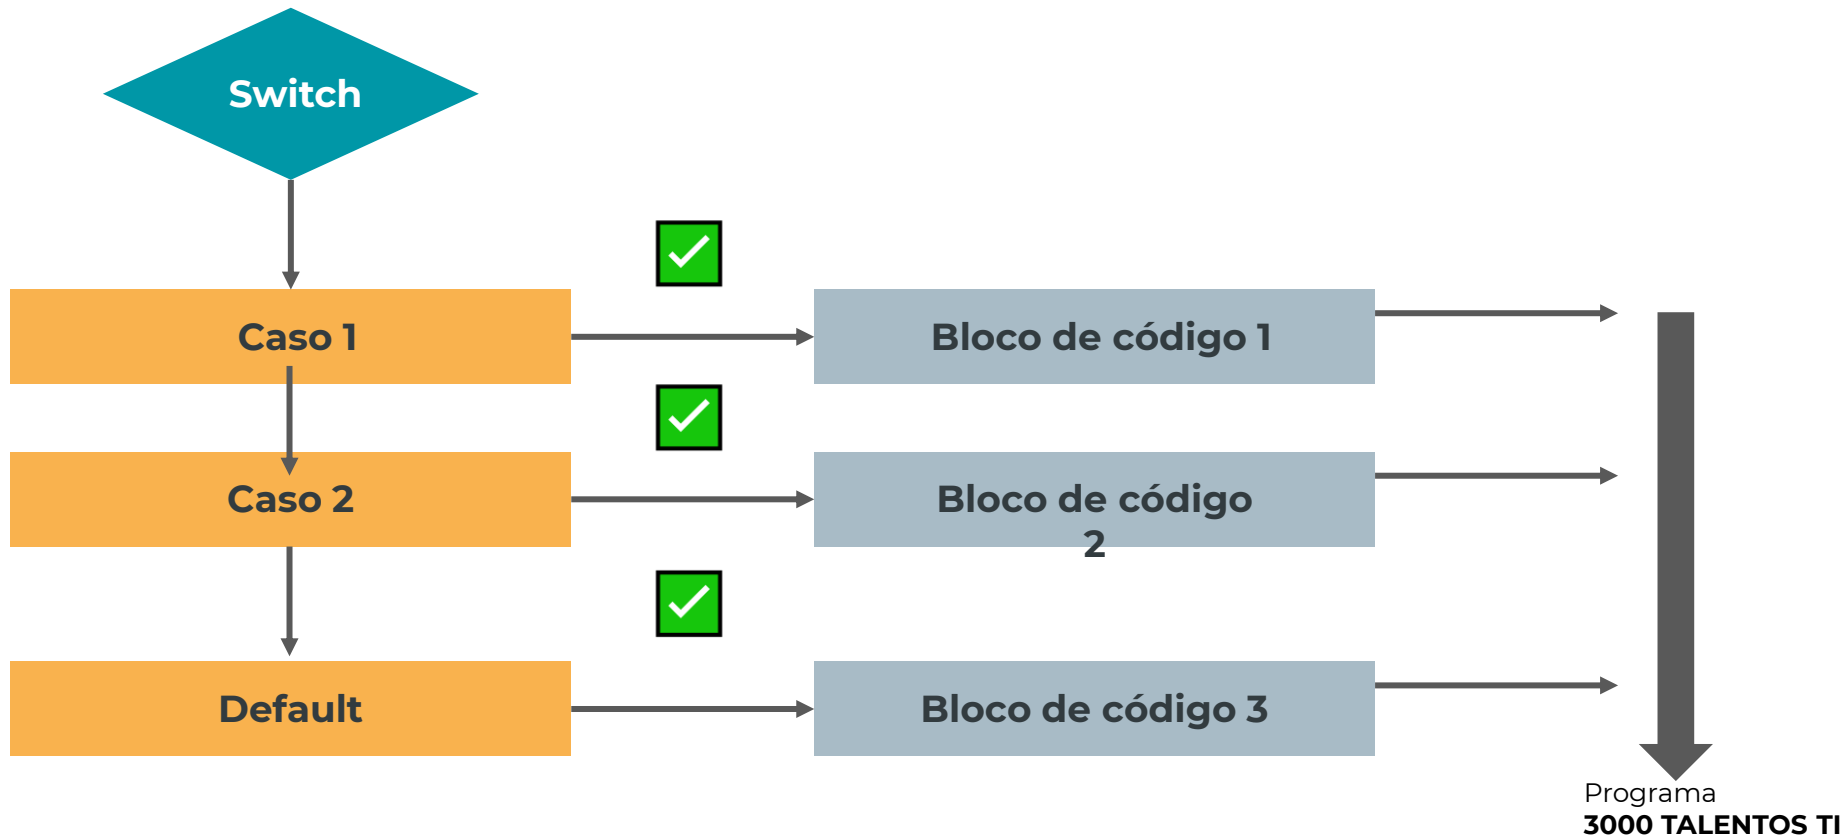 Switch
Caso 1
Bloco de código 1
Caso 2
Bloco de código
2
Default
Bloco de código 3
Programa
3000 TALENTOS TI